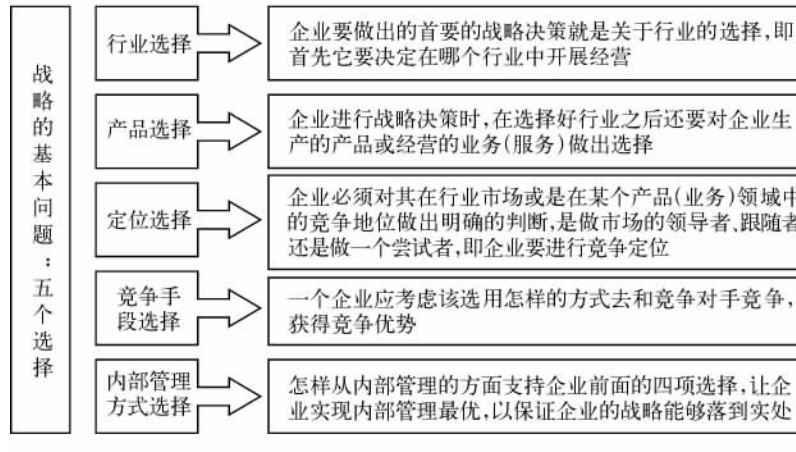 战略的基本问题：五个选择
行业选择
企业要做出的首要的战略决策就是关于行业的选择,即
首先它要决定在哪个行业中开展经营
产品选择
企业进行战略决策时,在选择好行业之后还要对企业生
产的产品或经营的业务(服务)做出选择
定位选择
企业必须对其在行业市场或是在某个产品(业务)领域中
的竞争地位做出明确的判断,是做市场的领导者、跟随者
还是做一个尝试者,即企业要进行竞争定位
竞争手
段选择
一个企业应考虑该选用怎样的方式去和竞争对手竞争,
获得竞争优势
内部管理
方式选择
怎样从内部管理的方面支持企业前面的四项选择,让企
业实现内部管理最优,以保证企业的战略能够落到实处